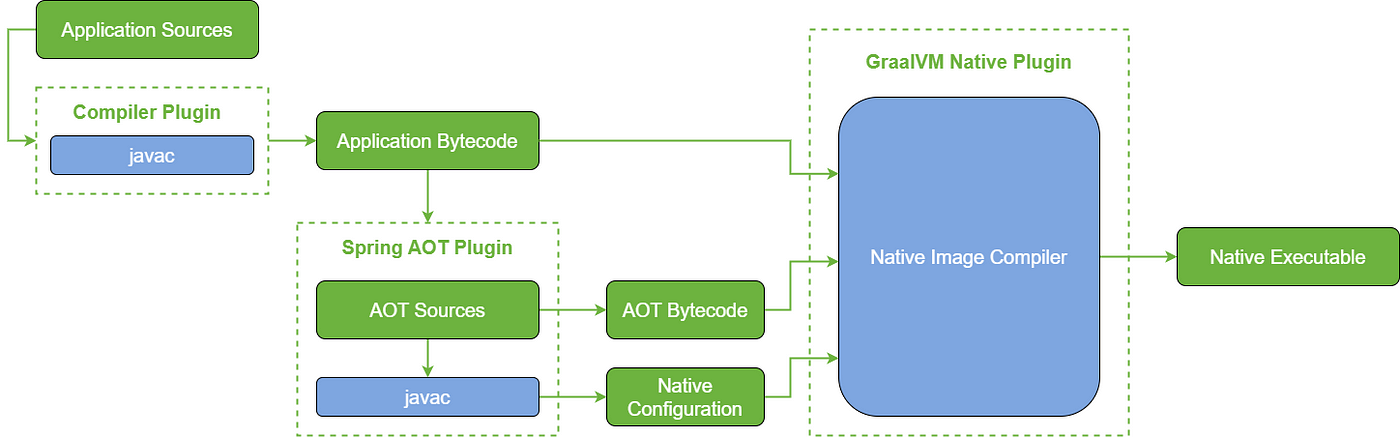 Application Sources
Compiler Plugin
javac
Application Bytecode
Spring AOT Plugin
AOT Sources
javac
AOT Bytecode
Native
Configuration
GraalVM Native Plugin
Native Image Compiler
Native Executable